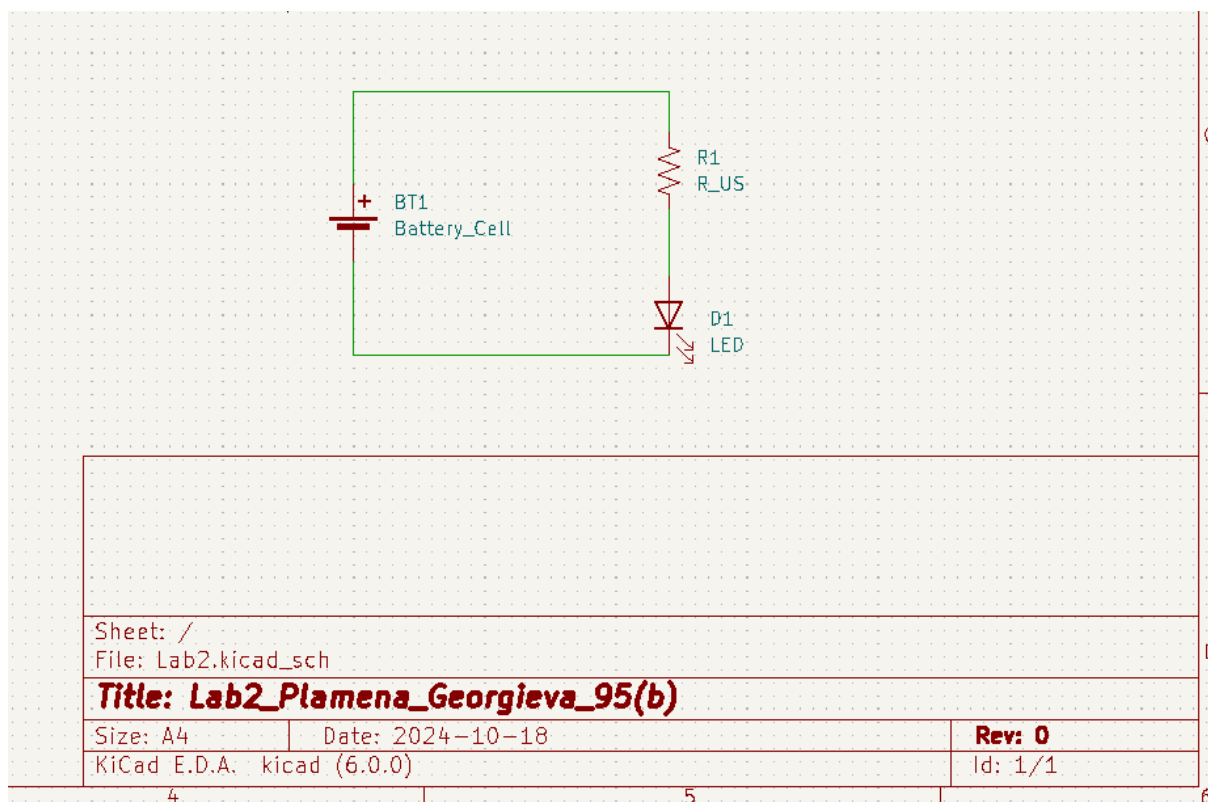 R1
R_US
+
BT1
Battery_Cell
D1
LED
Sheet: /
File: Lab2.kicad_sch
Title: Lab2_Plamena_Georgieva_95(b)
Size: A4 Date: 2024-10-18 Rev: 0
KiCad E.D.A. kicad (6.0.0) Id: 1/1
4 5